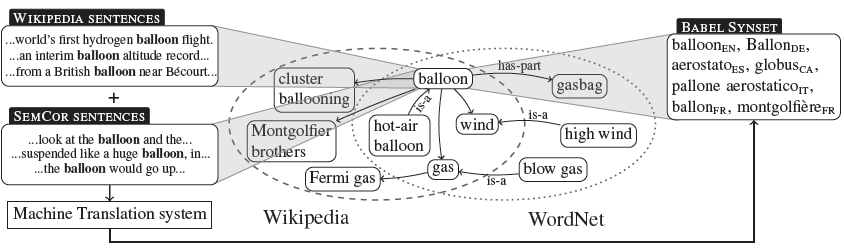 WIKIPEDIA SENTENCES
...world's first hydrogen balloon flight.
...an interim balloon altitude record...
...from a British balloon near Bécourt...
+
SEMCOR SENTENCES
...look at the balloon and the...
...suspended like a huge balloon, in...
...the balloon would go up...
Machine Translation system
cluster
ballooning
Montgolfier
brothers
balloon
is-a
hot-air
balloon
has-part
gasbag
wind
is-a
high wind
gas
Fermi gas
is-a
blow gas
Wikipedia
WordNet
BABEL SYNSET
balloonEN, BallonDE,
aerostatoES, globusCA,
pallone aerostaticoIT,
ballonFR, montgolfièreFR